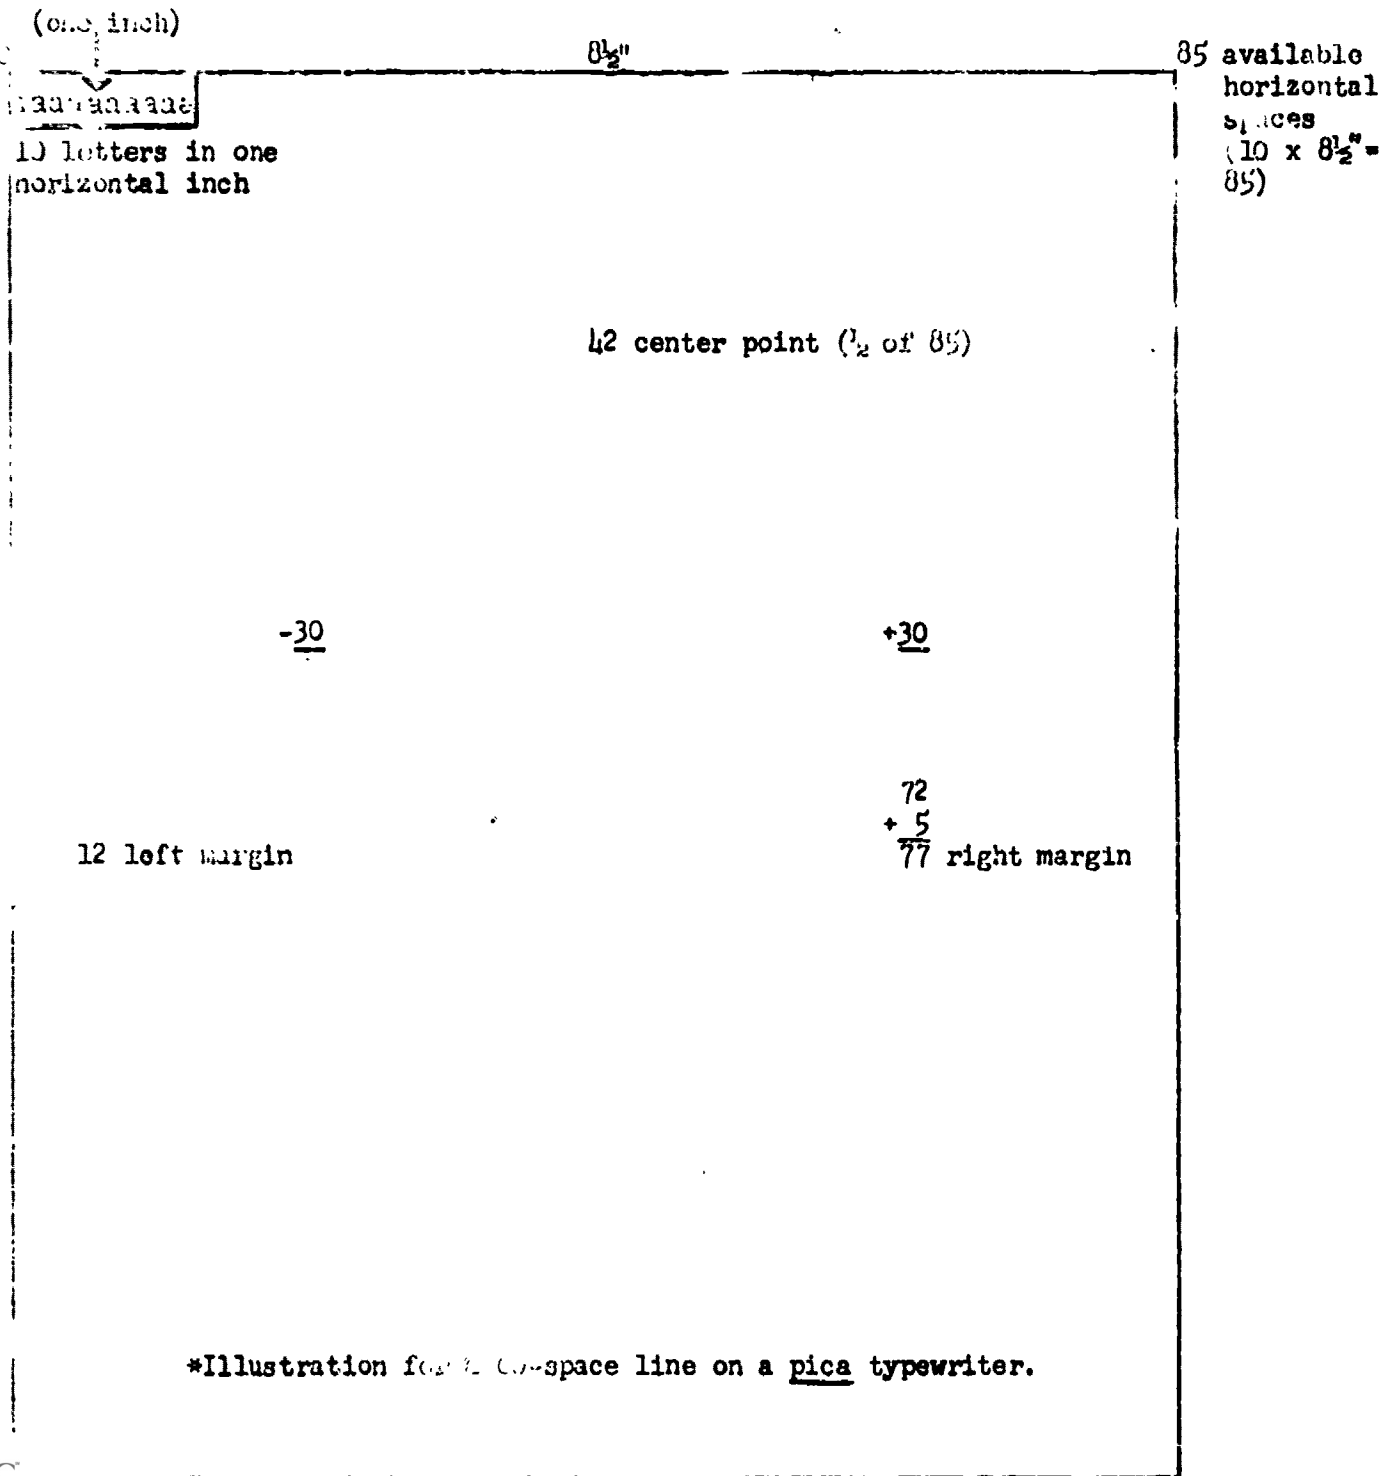 (one inch)
8½"
85 available
horizontal
spaces
(10 x 8½"=
85)
10 letters in one
horizontal inch
42 center point (½ of 85)
-30
+30
72
+ 5
12 left margin
77 right margin
*Illustration for a -space line on a pica typewriter.